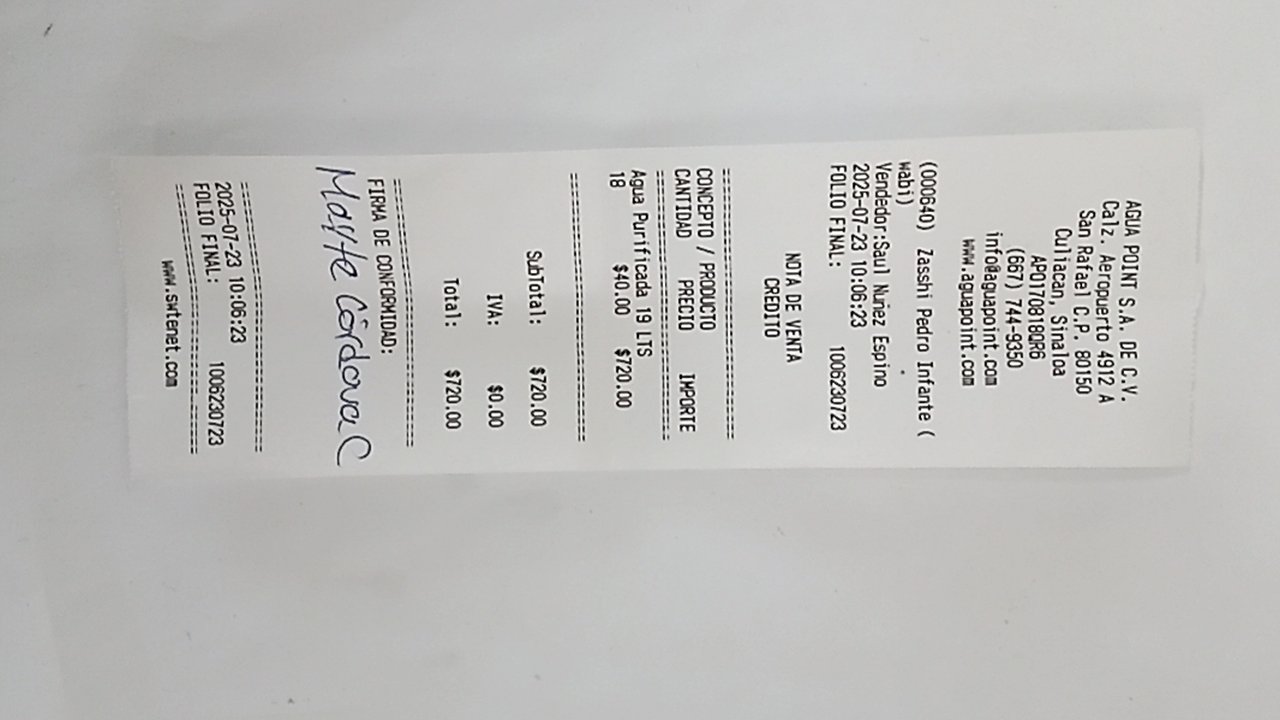 AGUA POINT S.A. DE C.V.
Calz. Aeropuerto 4912 A
San Rafael C.P. 80150
Culiacan, Sinaloa
APO170818QR6
(667) 744-9350
info@aguapoint.com
www.aguapoint.com
(000640) Zasshi Pedro Infante (
wabi)
Vendedor:Saul Nuñez Espino
2025-07-23 10:06:23
FOLIO FINAL: 1006230723
NOTA DE VENTA
CREDITO
=============================
CONCEPTO / PRODUCTO
CANTIDAD PRECIO IMPORTE
=============================
Agua Purificada 19 LTS
18 $40.00 $720.00
=============================
SubTotal: $720.00
IVA: $0.00
Total: $720.00
=============================
FIRMA DE CONFORMIDAD:
Mayte Córdova C
=============================
2025-07-23 10:06:23
FOLIO FINAL: 1006230723
=============================
www.swtenet.com